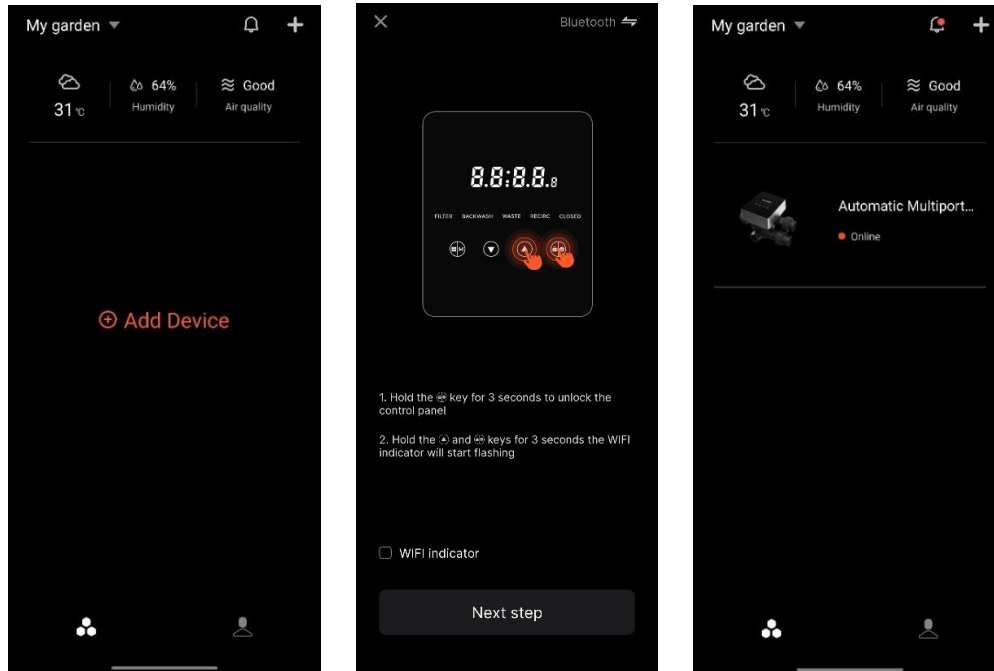 My garden
31 °C
64%
Humidity
Good
Air quality
Add Device
Bluetooth
8.8:8.8.8
FILTER BACKWASH WASTE RECIRC CLOSED
1. Hold the key for 3 seconds to unlock the
control panel
2. Hold the and keys for 3 seconds the WIFI
indicator will start flashing
WIFI indicator
Next step
My garden
31 °C
64%
Humidity
Good
Air quality
Automatic Multiport...
Online